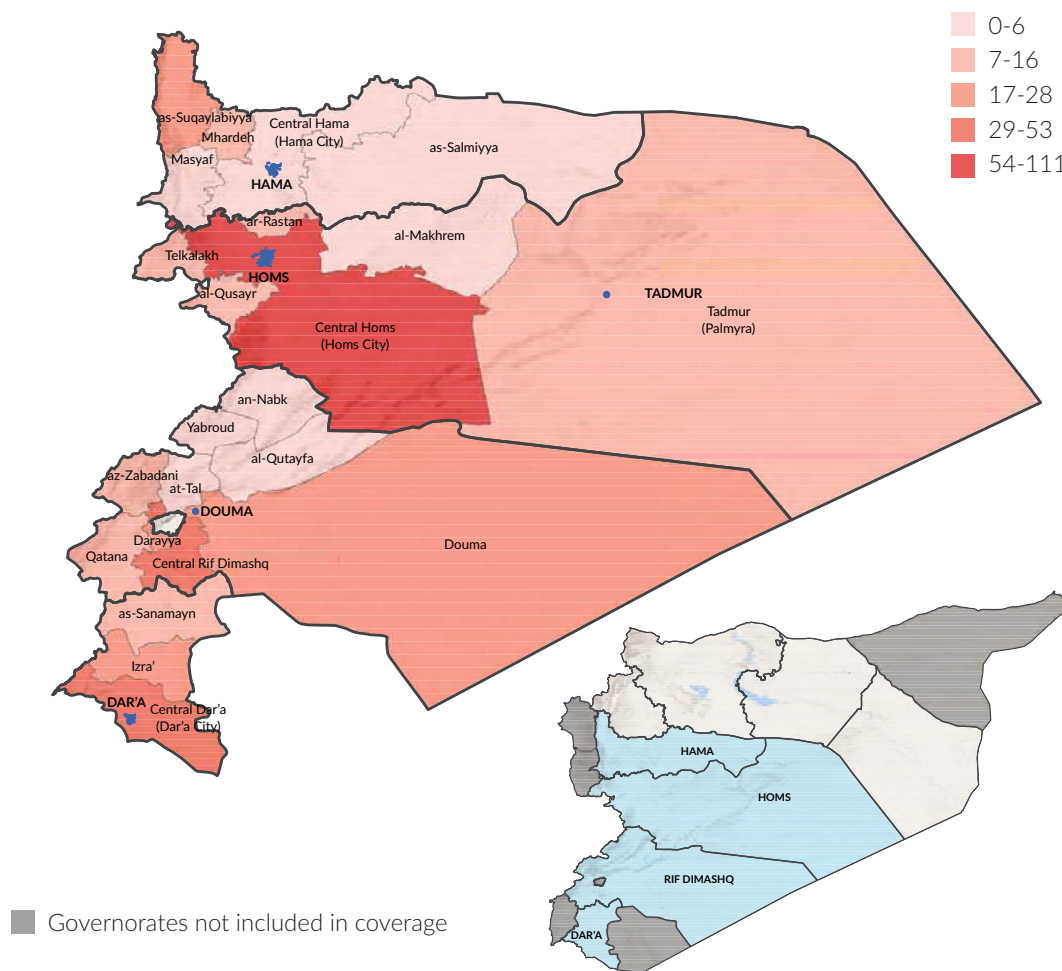 0-6
7-16
17-28
29-53
54-111
as-Suqaylabiyya
Mhardeh
Central Hama
(Hama City)
as-Salmiyya
Masyaf
HAMA
ar-Rastan
al-Makhrem
Telkalakh
HOMS
al-Qusayr
TADMUR
Tadmur
(Palmyra)
Central Homs
(Homs City)
an-Nabk
Yabroud
al-Qutayfa
az-Zabadani
at-Tal
DOUMA
Darayya
Douma
Qatana
Central Rif Dimashq
as-Sanamayn
Izra'
DAR'A
Central Dar'a
(Dar'a City)
HAMA
HOMS
RIF DIMASHQ
DAR'A
Governorates not included in coverage